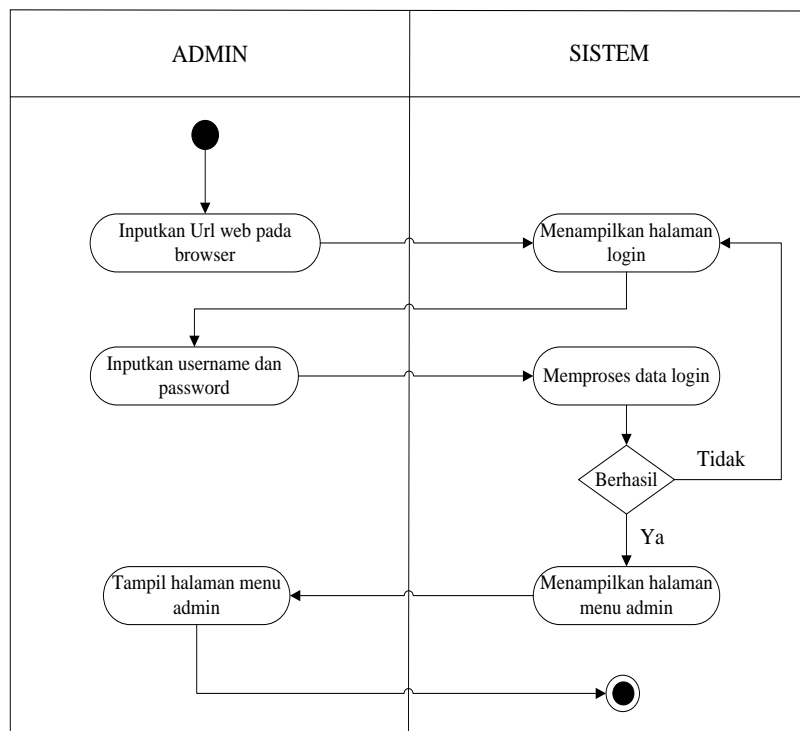 ADMIN
SISTEM
Inputkan Url web pada
browser
Menampilkan halaman
login
Inputkan username dan
password
Memproses data login
Berhasil
Tidak
Ya
Tampil halaman menu
admin
Menampilkan halaman
menu admin